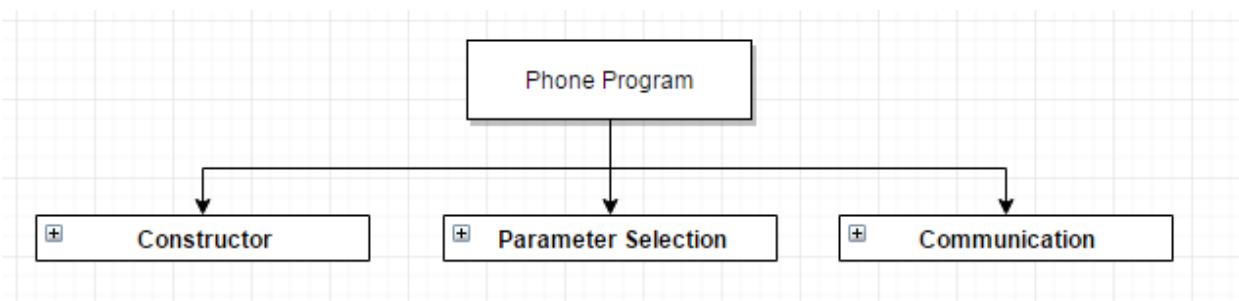 Phone Program
Constructor
Parameter Selection
Communication